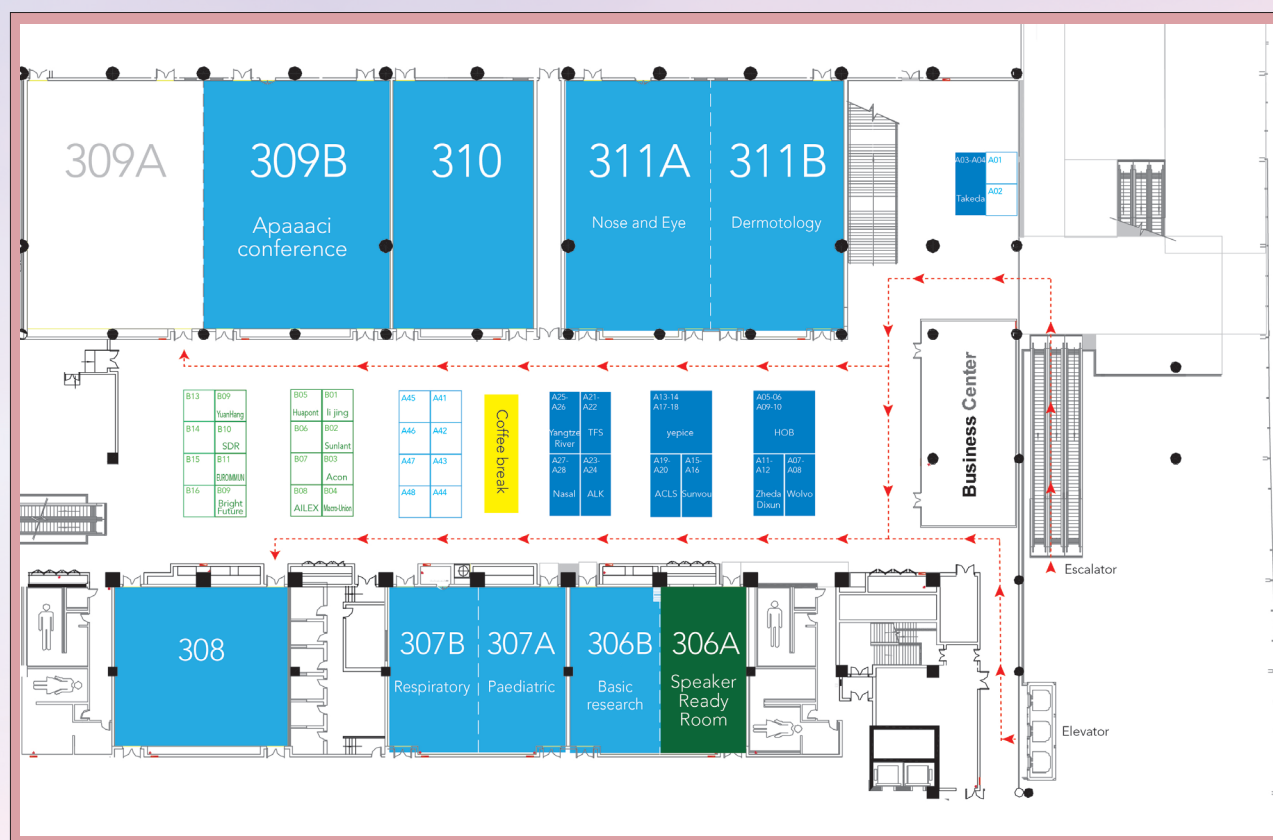 309A
309B
Apaaaci
conference
310
311A
Nose and Eye
311B
Dermotology
A03-A04
Takeda
A01
A02
Business Center
B13
B09
YuanHang
B14
B10
SDR
B15
B11
EUROIMMUN
B16
B09
Bright
Future
B05
Huapont
B01
li jing
B06
B02
Sunlant
B07
B03
Acon
B08
AILEX
B04
Macro-Union
A45
A41
A46
A42
A47
A43
A48
A44
Coffee break
A25-
A26
Yangtze
River
A21-
A22
TFS
A27-
A28
Nasal
A23-
A24
ALK
A13-14
A17-18
yepice
A19-
A20
ACLS
A15-
A16
Sunvou
A05-06
A09-10
HOB
A11-
A12
Zheda
Dixun
A07-
A08
Wolvo
Escalator
308
307B
Respiratory
307A
Paediatric
306B
Basic
research
306A
Speaker
Ready
Room
Elevator